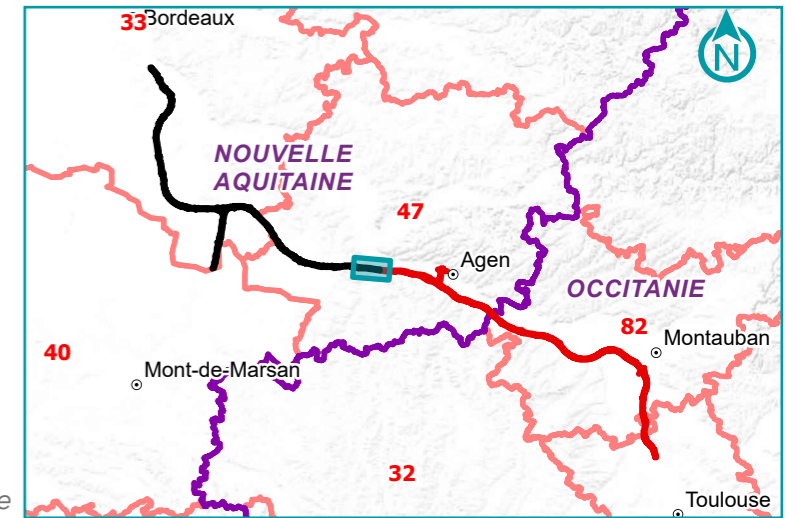 33
Bordeaux
N
NOUVELLE
AQUITAINE
47
Agen
OCCITANIE
82
Montauban
40
Mont-de-Marsan
32
Toulouse
e